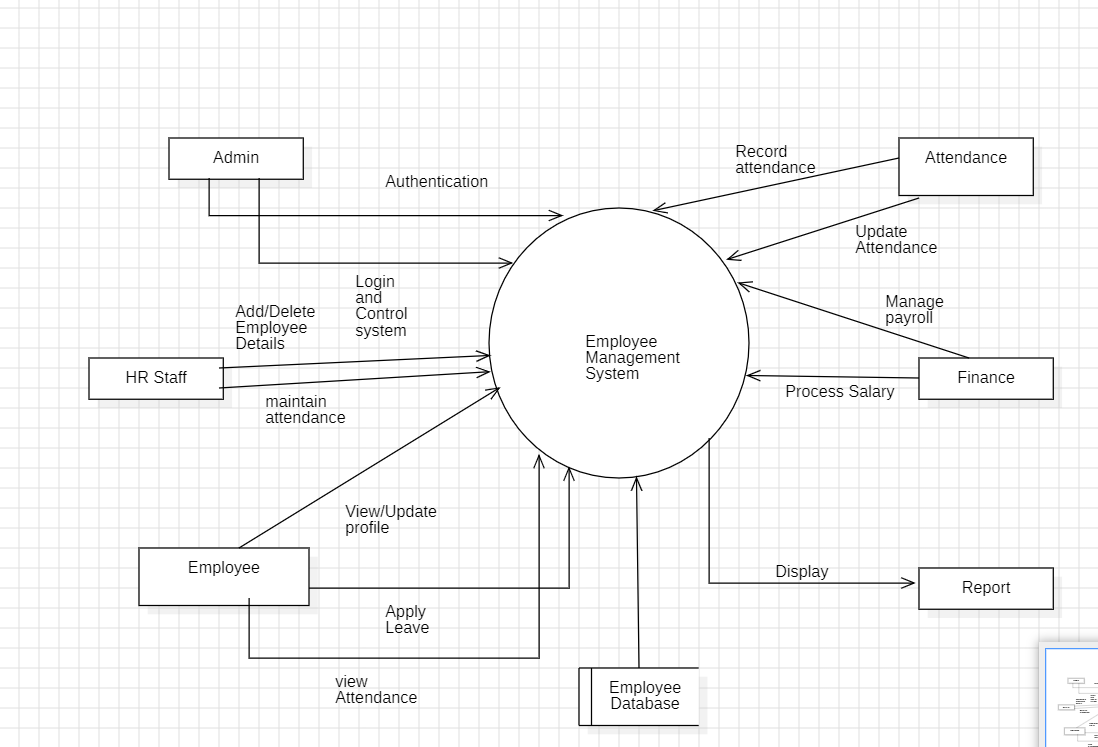 Admin
Authentication
Record
attendance
Attendance
Update
Attendance
Login
and
Control
system
Add/Delete
Employee
Details
Manage
payroll
HR Staff
Employee
Management
System
Finance
Process Salary
maintain
attendance
View/Update
profile
Employee
Display
Report
Apply
Leave
view
Attendance
Employee
Database